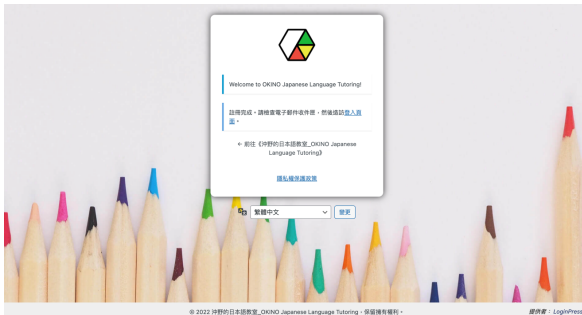 Welcome to OKINO Japanese Language Tutoring!
註冊完成。請檢查電子郵件收件匣，然後造訪登入頁
面。
← 前往《沖野的日本語教室_OKINO Japanese
Language Tutoring》
隱私權保護政策
繁體中文
變更
© 2022 沖野的日本語教室_OKINO Japanese Language Tutoring，保留擁有權利。
提供者： LoginPress